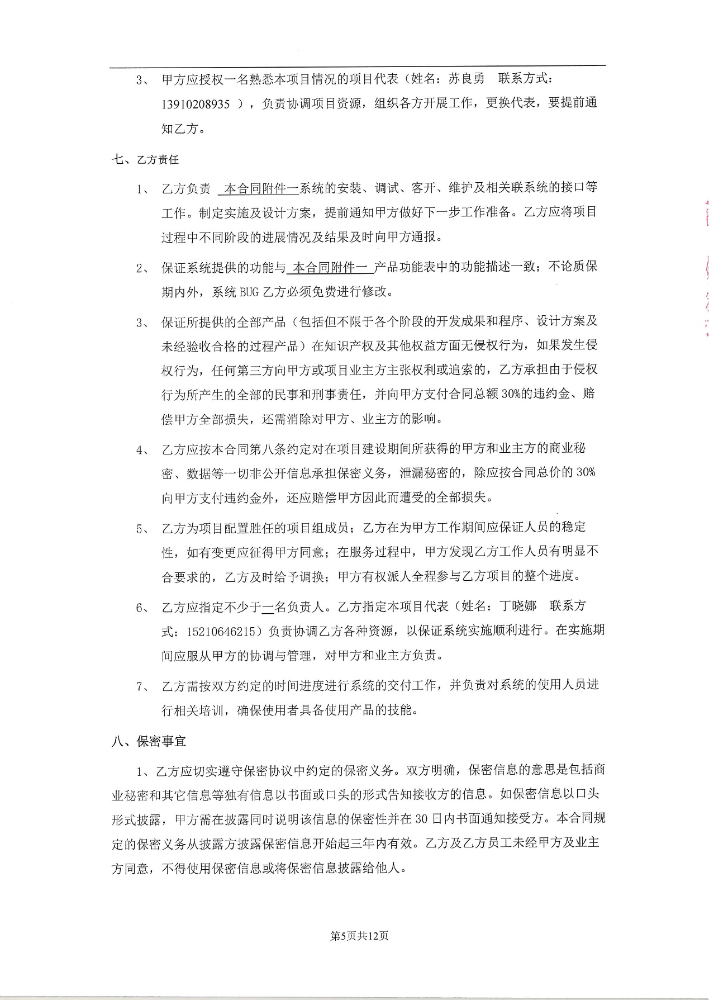 3、 甲方应授权一名熟悉本项目情况的项目代表（姓名：苏良勇 联系方式：
13910208935 ），负责协调项目资源，组织各方开展工作，更换代表，要提前通
知乙方。
七、乙方责任
1、 乙方负责 本合同附件一系统的安装、调试、客开、维护及相关联系统的接口等
工作。制定实施及设计方案，提前通知甲方做好下一步工作准备。乙方应将项目
过程中不同阶段的进展情况及结果及时向甲方通报。
2、 保证系统提供的功能与 本合同附件一 产品功能表中的功能描述一致；不论质保
期内外，系统 BUG 乙方必须免费进行修改。
3、 保证所提供的全部产品（包括但不限于各个阶段的开发成果和程序、设计方案及
未经验收合格的过程产品）在知识产权及其他权益方面无侵权行为，如果发生侵
权行为，任何第三方向甲方或项目业主方主张权利或追索的，乙方承担由于侵权
行为所产生的全部的民事和刑事责任，并向甲方支付合同总额 30%的违约金、赔
偿甲方全部损失，还需消除对甲方、业主方的影响。
4、 乙方应按本合同第八条约定对在项目建设期间所获得的甲方和业主方的商业秘
密、数据等一切非公开信息承担保密义务，泄漏秘密的，除应按合同总价的 30%
向甲方支付违约金外，还应赔偿甲方因此而遭受的全部损失。
5、 乙方为项目配置胜任的项目组成员；乙方在为甲方工作期间应保证人员的稳定
性，如有变更应征得甲方同意；在服务过程中，甲方发现乙方工作人员有明显不
合要求的，乙方及时给予调换；甲方有权派人全程参与乙方项目的整个进度。
6、 乙方应指定不少于一名负责人。乙方指定本项目代表（姓名：丁晓娜 联系方
式：15210646215）负责协调乙方各种资源，以保证系统实施顺利进行。在实施期
间应服从甲方的协调与管理，对甲方和业主方负责。
7、 乙方需按双方约定的时间进度进行系统的交付工作，并负责对系统的使用人员进
行相关培训，确保使用者具备使用产品的技能。
八、保密事宜
1、乙方应切实遵守保密协议中约定的保密义务。双方明确，保密信息的意思是包括商
业秘密和其它信息等独有信息以书面或口头的形式告知接收方的信息。如保密信息以口头
形式披露，甲方需在披露同时说明该信息的保密性并在 30 日内书面通知接受方。本合同规
定的保密义务从披露方披露保密信息开始起三年内有效。乙方及乙方员工未经甲方及业主
方同意，不得使用保密信息或将保密信息披露给他人。
第5页共12页